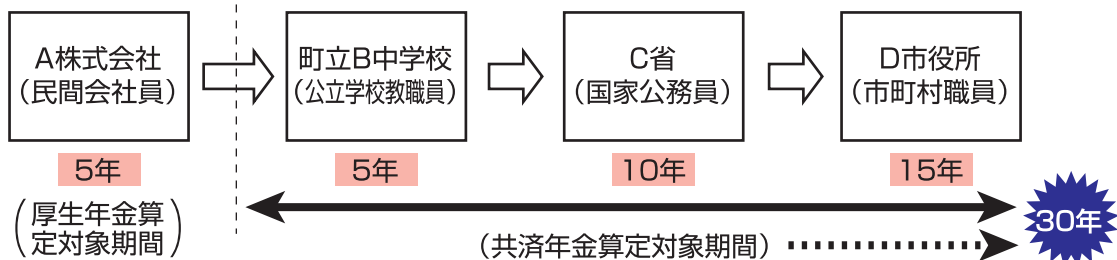 A株式会社
（民間会社員）
町立B中学校
（公立学校教職員）
C省
（国家公務員）
D市役所
（市町村職員）
5年
5年
10年
15年
厚生年金算
定対象期間
（共済年金算定対象期間）
30年